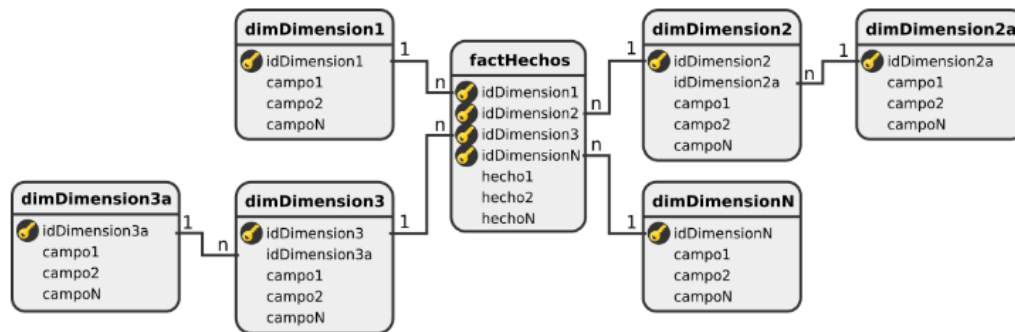 dimDimension1
idDimension1
campo1
campo2
campoN
1
n
factHechos
idDimension1
idDimension2
idDimension3
idDimensionN
hecho1
hecho2
hechoN
n
1
n
n
dimDimension2
idDimension2
idDimension2a
campo1
campo2
campoN
n
1
dimDimension2a
idDimension2a
campo1
campo2
campoN
dimDimension3a
idDimension3a
campo1
campo2
campoN
1
n
dimDimension3
idDimension3
idDimension3a
campo1
campo2
campoN
1
1
dimDimensionN
idDimensionN
campo1
campo2
campoN